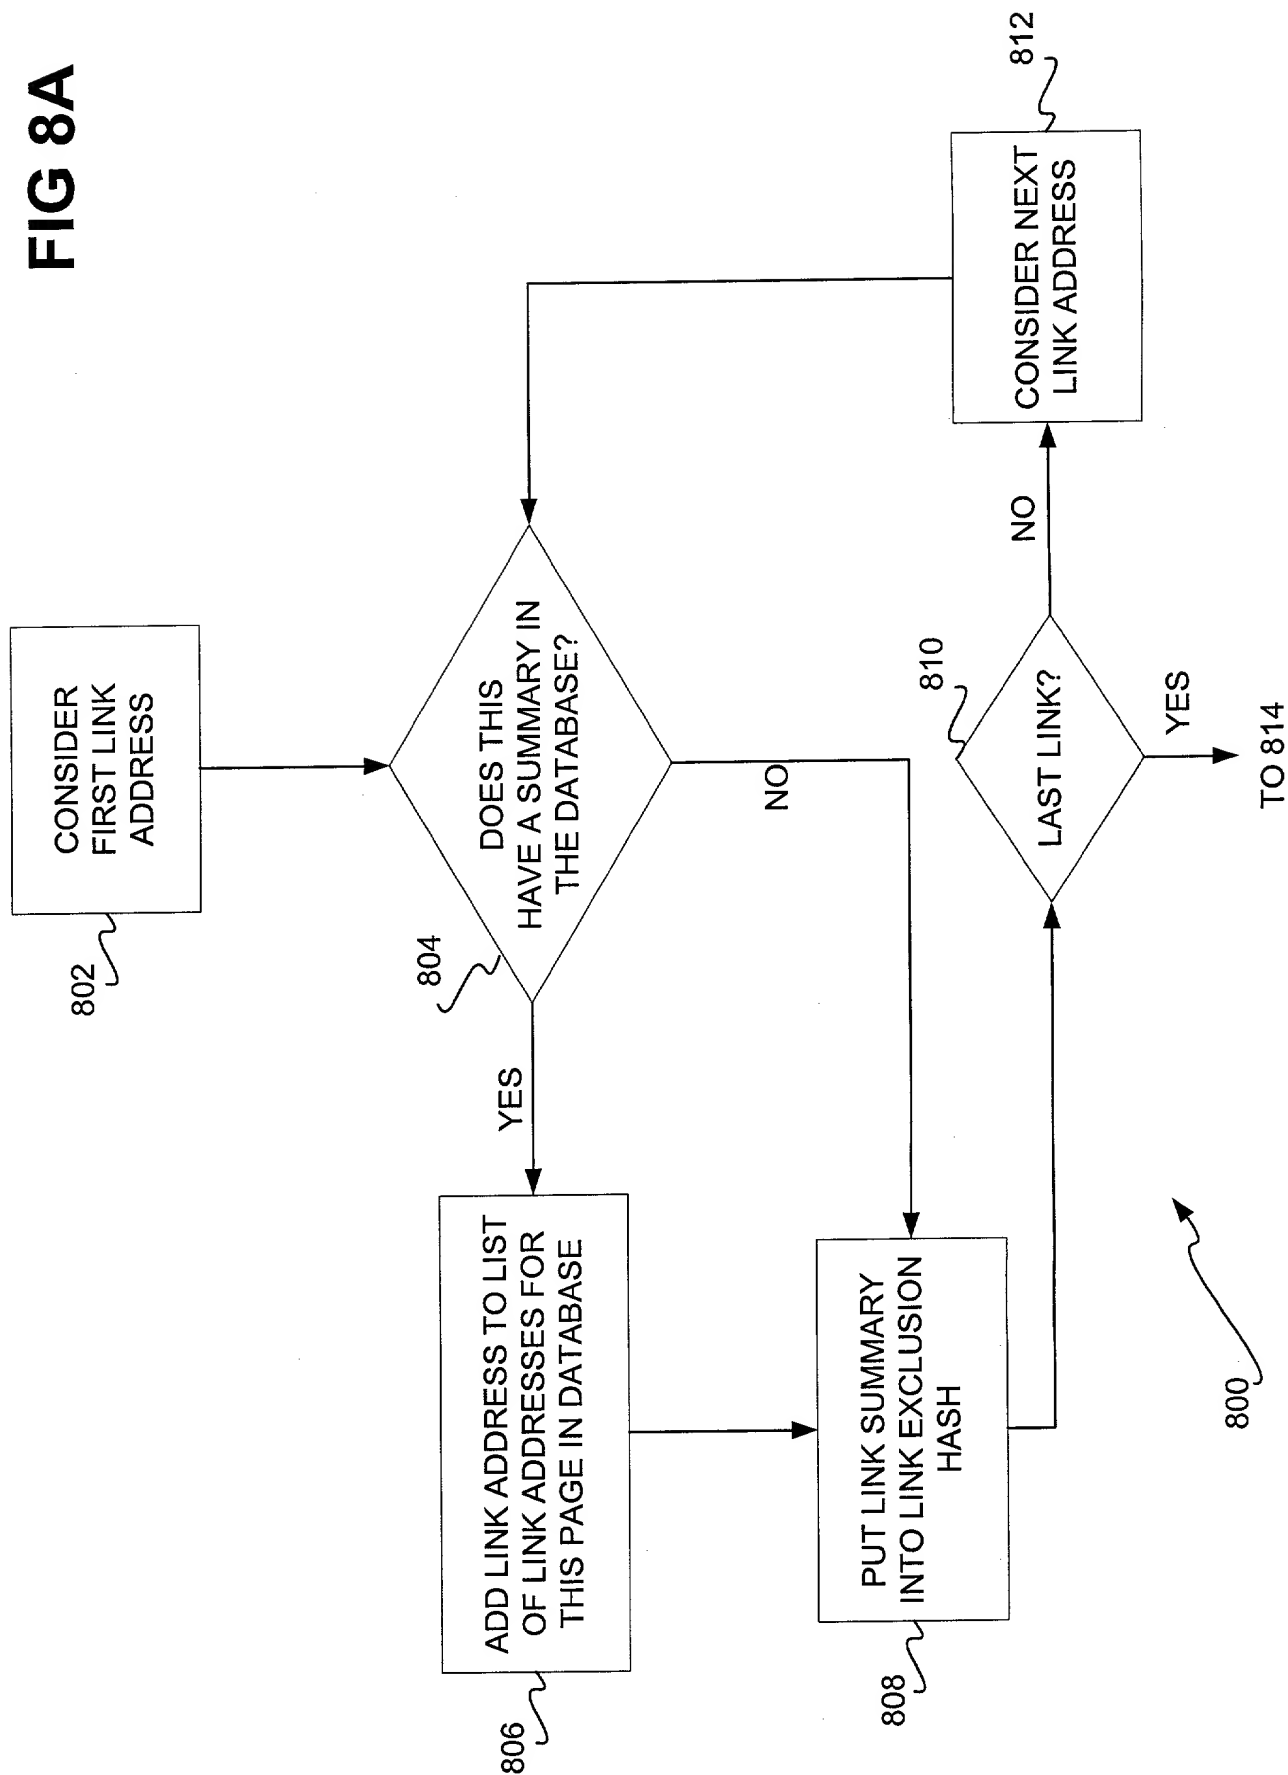 FIG 8A
802
CONSIDER
FIRST LINK
ADDRESS
804
DOES THIS
HAVE A SUMMARY IN
THE DATABASE?
YES
NO
806
ADD LINK ADDRESS TO LIST
OF LINK ADDRESSES FOR
THIS PAGE IN DATABASE
808
PUT LINK SUMMARY
INTO LINK EXCLUSION
HASH
810
LAST LINK?
NO
YES
TO 814
812
CONSIDER NEXT
LINK ADDRESS
800